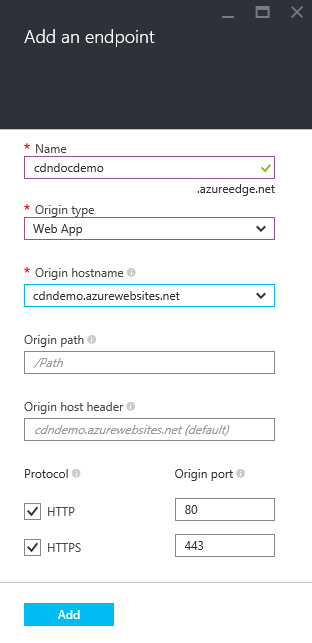 Add an endpoint
* Name
cdndocdemo
.azureedge.net
* Origin type
Web App
* Origin hostname
cdndemo.azurewebsites.net
Origin path
/Path
Origin host header
cdndemo.azurewebsites.net (default)
Protocol Origin port
HTTP 80
HTTPS 443
Add